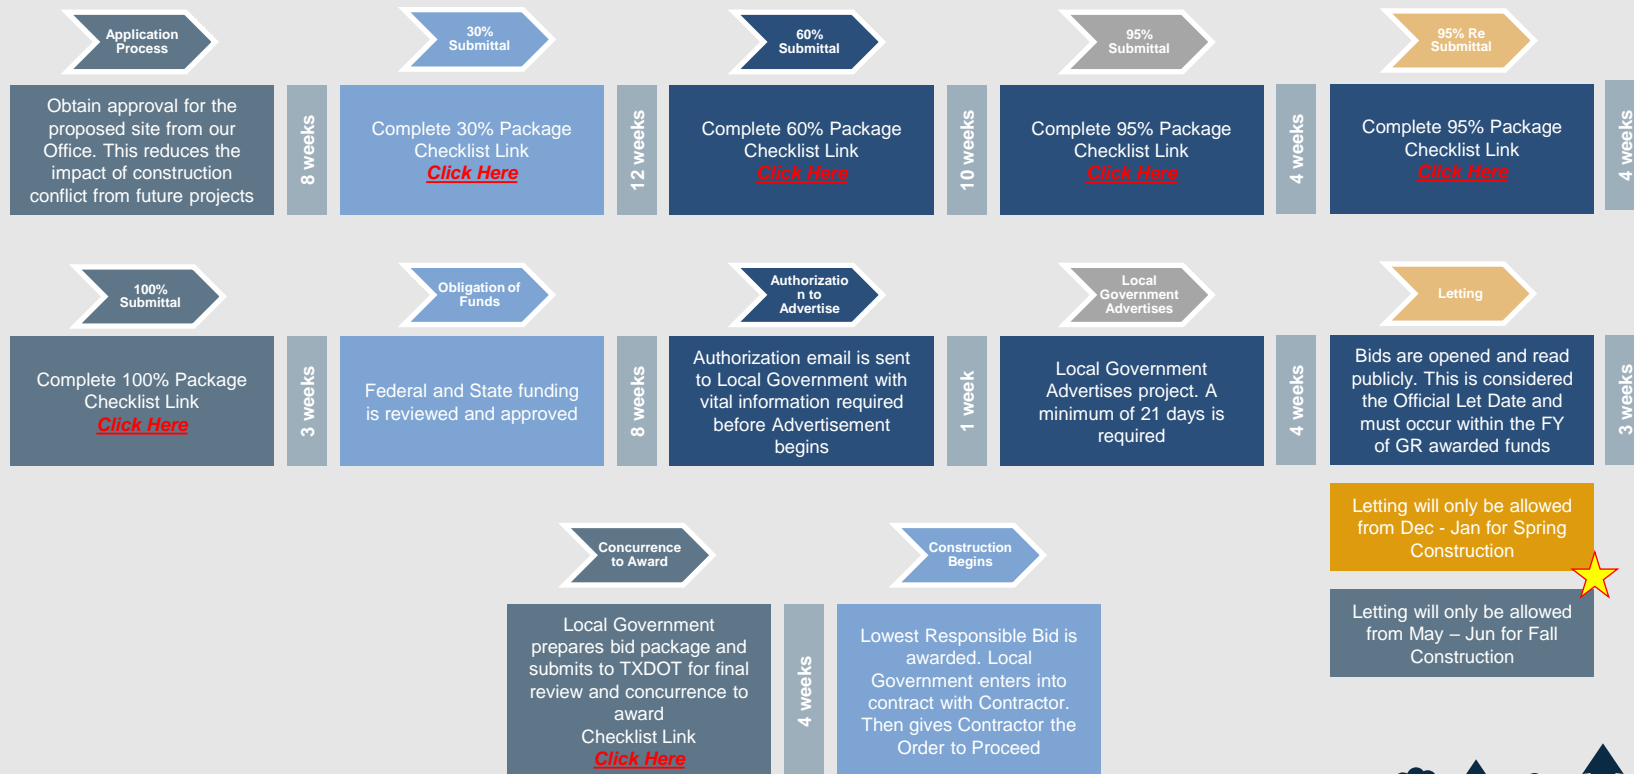 Application
Process
Obtain approval for the
proposed site from our
Office. This reduces the
impact of construction
conflict from future projects
8 weeks
30%
Submittal
Complete 30% Package
Checklist Link
Click Here
12 weeks
60%
Submittal
Complete 60% Package
Checklist Link
Click Here
10 weeks
95%
Submittal
Complete 95% Package
Checklist Link
Click Here
4 weeks
95% Re
Submittal
Complete 95% Package
Checklist Link
Click Here
4 weeks
100%
Submittal
Complete 100% Package
Checklist Link
Click Here
3 weeks
Obligation of
Funds
Federal and State funding
is reviewed and approved
8 weeks
Authorizatio
n to
Advertise
Authorization email is sent
to Local Government with
vital information required
before Advertisement
begins
1 week
Local
Government
Advertises
Local Government
Advertises project. A
minimum of 21 days is
required
4 weeks
Letting
Bids are opened and read
publicly. This is considered
the Official Let Date and
must occur within the FY
of GR awarded funds
3 weeks
Letting will only be allowed
from Dec - Jan for Spring
Construction
Letting will only be allowed
from May – Jun for Fall
Construction
Concurrence
to Award
Local Government
prepares bid package and
submits to TXDOT for final
review and concurrence to
award
Checklist Link
Click Here
4 weeks
Construction
Begins
Lowest Responsible Bid is
awarded. Local
Government enters into
contract with Contractor.
Then gives Contractor the
Order to Proceed